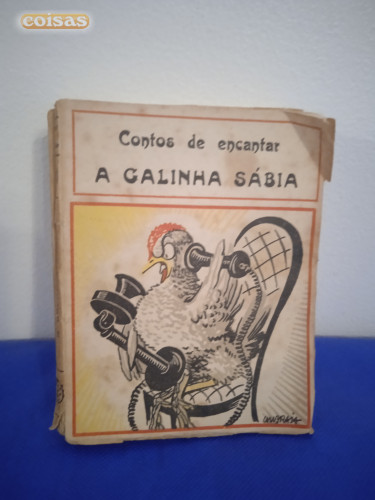 coisas
Contos de encantar
A GALINHA SÁBIA